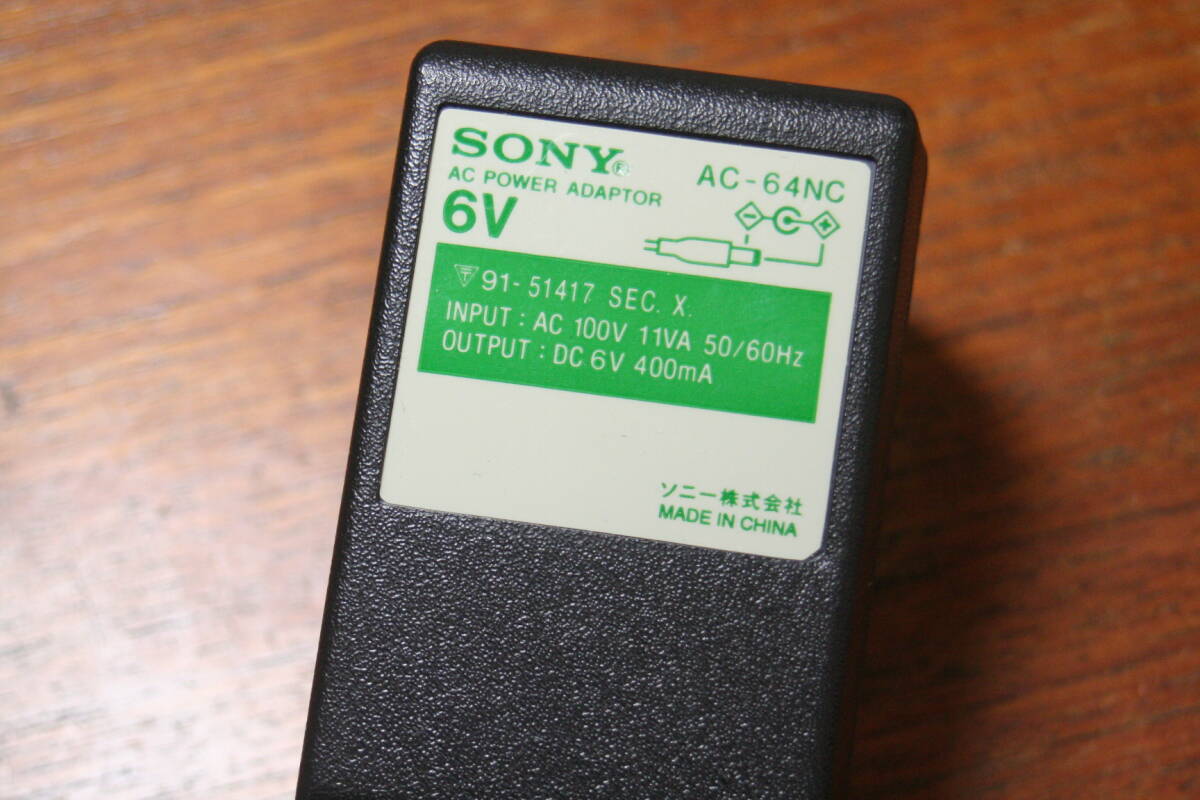 SONY®
AC POWER ADAPTOR
6V
AC-64NC
91-51417 SEC. X.
INPUT : AC 100V 11VA 50/60Hz
OUTPUT : DC 6V 400mA
ソニー株式会社
MADE IN CHINA